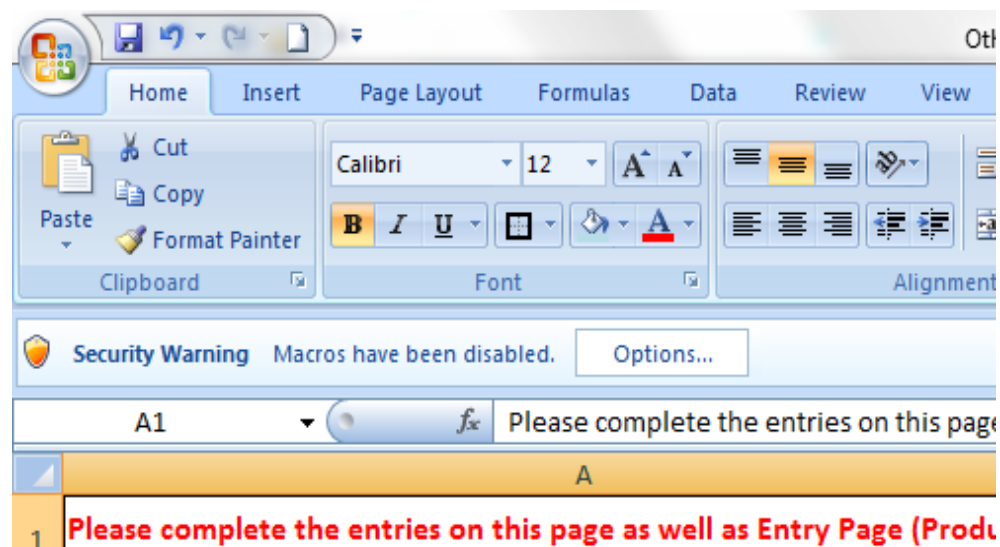 Home Insert Page Layout Formulas Data Review View
Cut
Calibri 12 A A
Copy
Paste
B I U A
Format Painter
Clipboard Font Alignment
Security Warning Macros have been disabled. Options...
A1 fx Please complete the entries on this page
A
1 Please complete the entries on this page as well as Entry Page (Produ